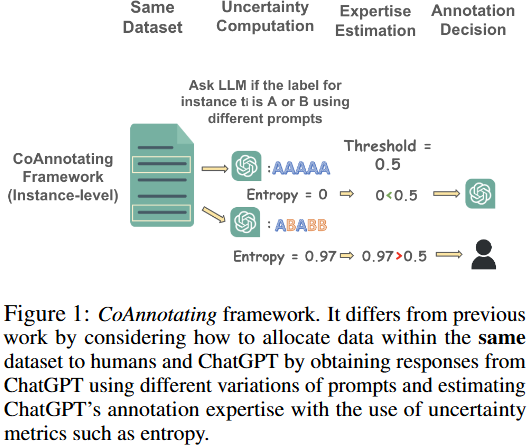 Same Dataset
Uncertainty Computation
Expertise Estimation
Annotation Decision
Ask LLM if the label for
instance ti is A or B using
different prompts
CoAnnotating
Framework
(Instance-level)
: AAAAA
Threshold =
0.5
Entropy = 0
0<0.5
: ABABB
Entropy = 0.97
0.97>0.5
Figure 1: CoAnnotating framework. It differs from previous
work by considering how to allocate data within the same
dataset to humans and ChatGPT by obtaining responses from
ChatGPT using different variations of prompts and estimating
ChatGPT's annotation expertise with the use of uncertainty
metrics such as entropy.